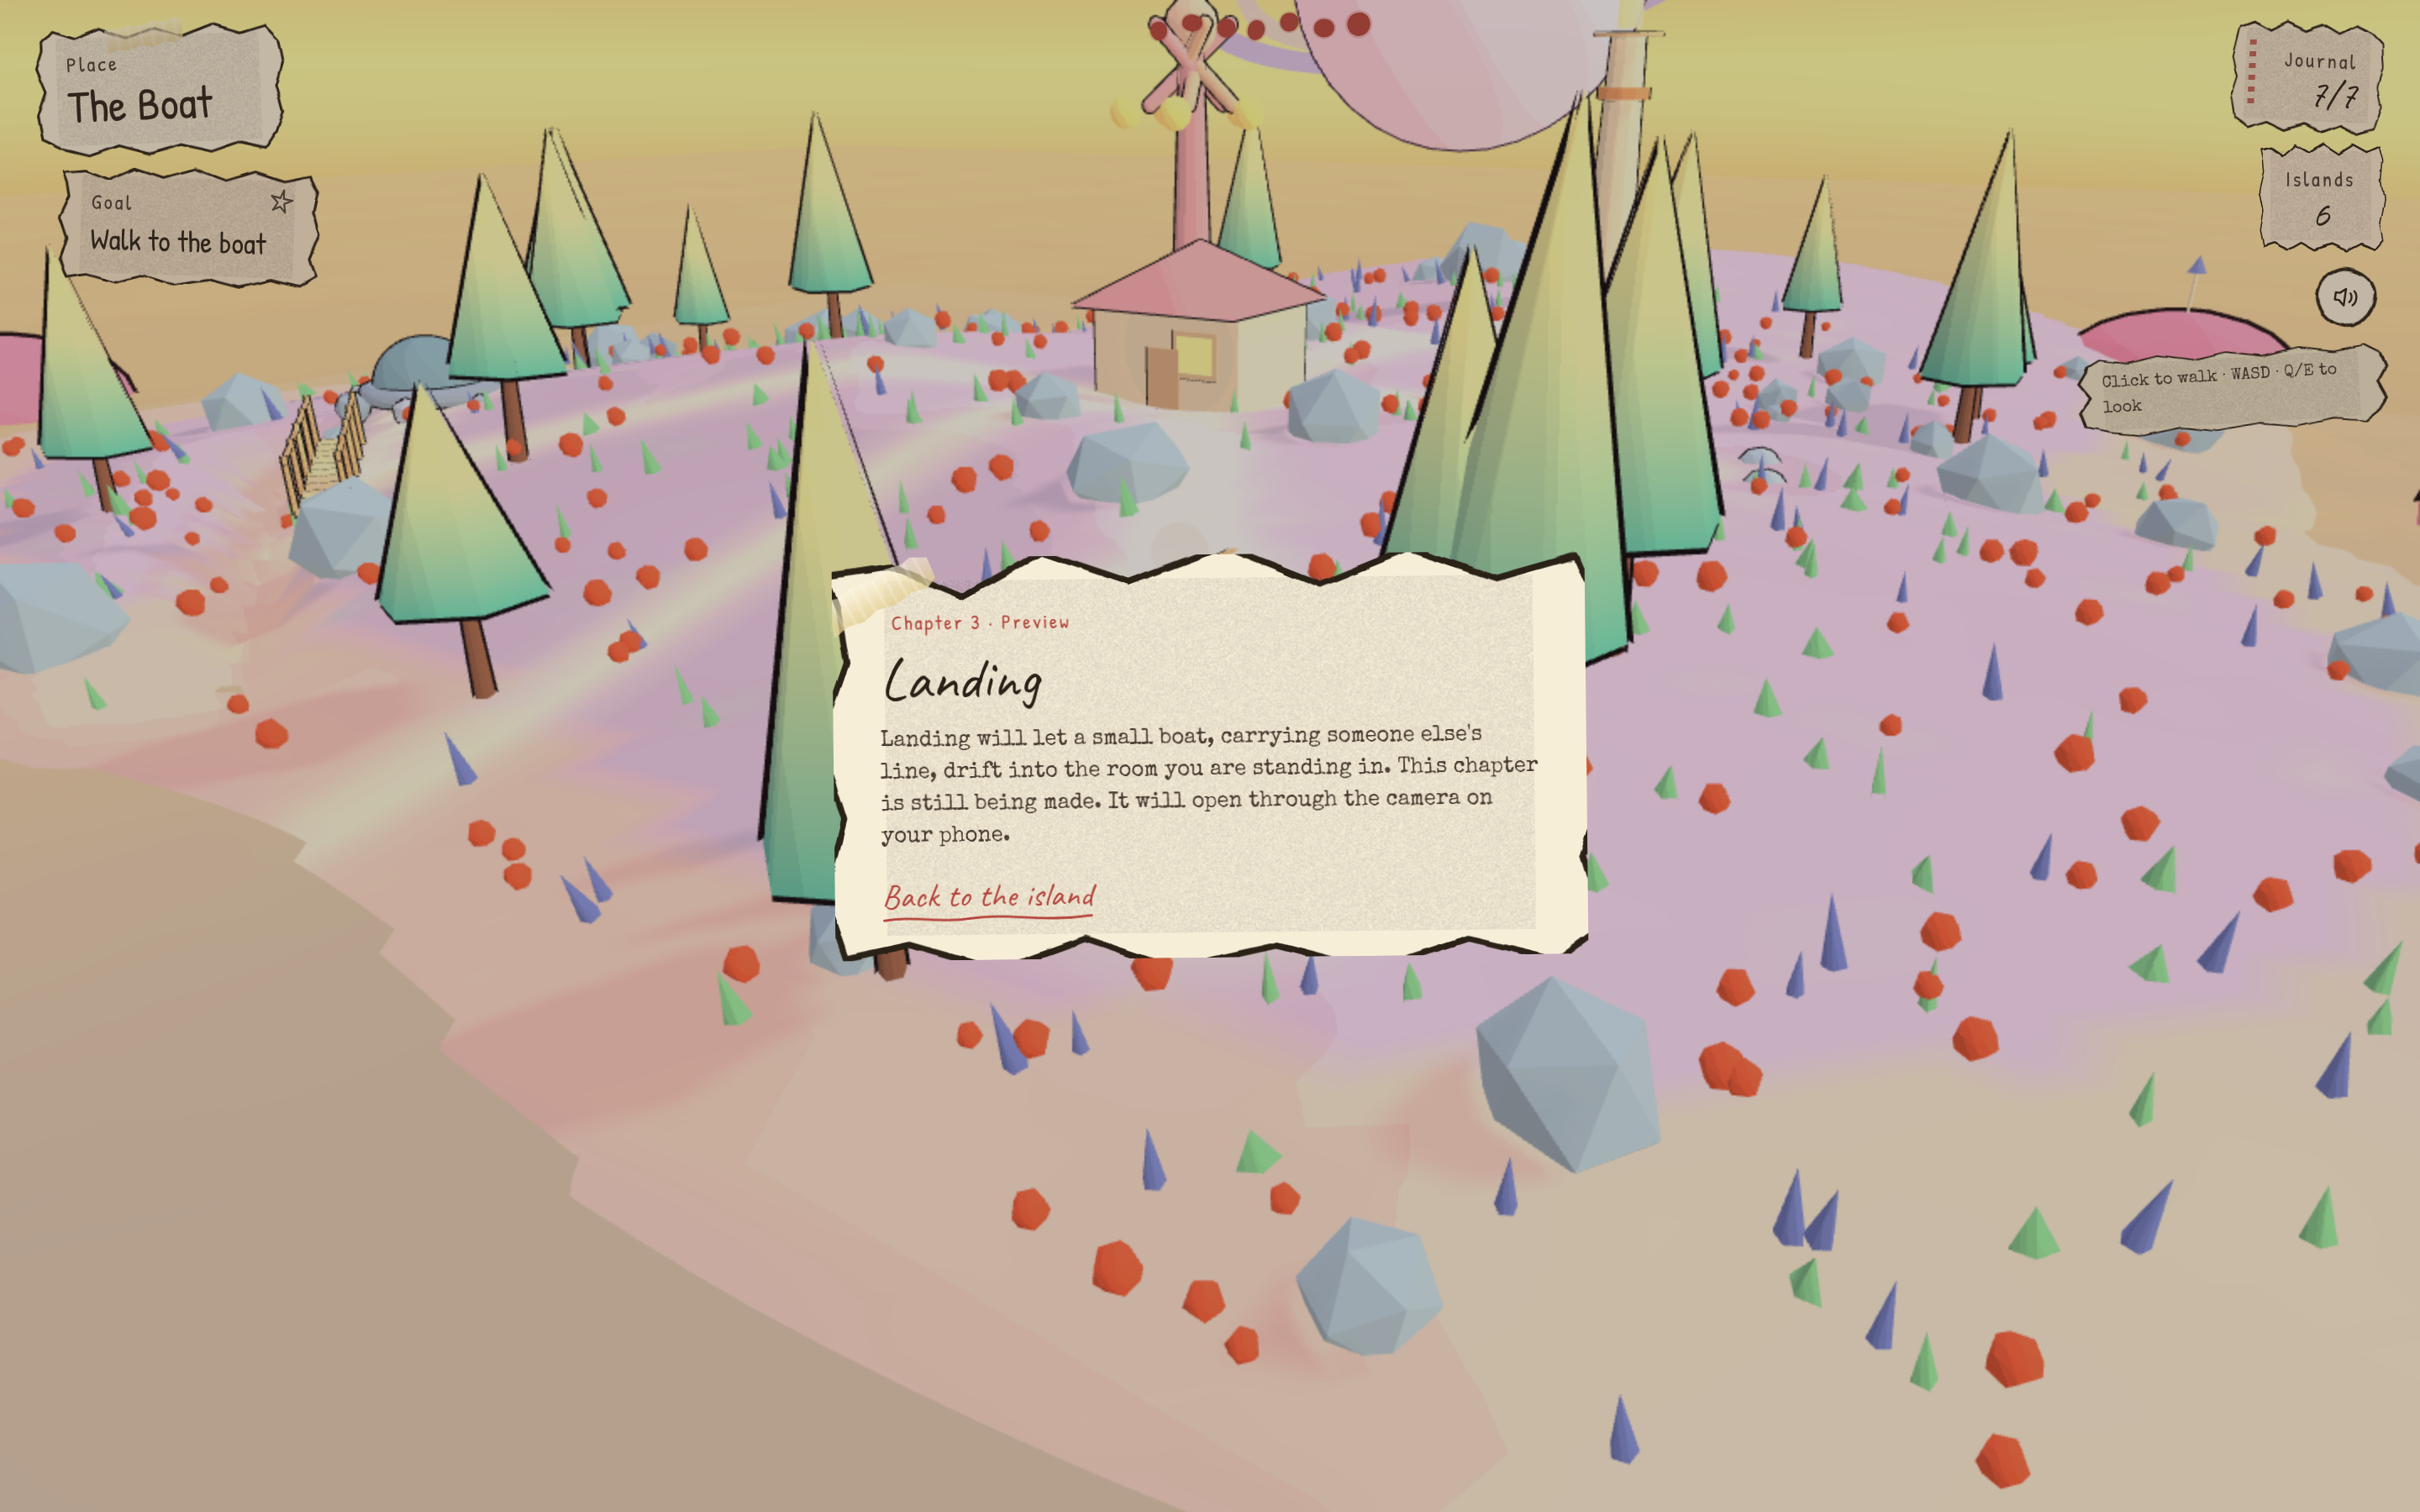 Place
The Boat
Goal
Walk to the boat
Journal
7/7
Islands
6
Click to walk · WASD · Q/E to
look
Chapter 3 · Preview
Landing
Landing will let a small boat, carrying someone else's
line, drift into the room you are standing in. This chapter
is still being made. It will open through the camera on
your phone.
Back to the island